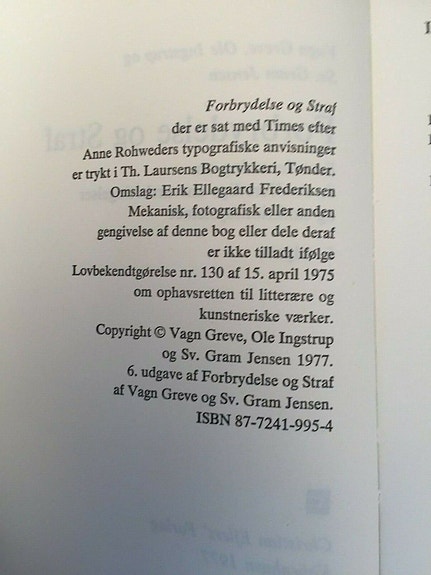 Forbrydelse og Straf
der er sat med Times efter
Anne Rohweders typografiske anvisninger
er trykt i Th. Laursens Bogtrykkeri, Tønder.
Omslag: Erik Ellegaard Frederiksen
Mekanisk, fotografisk eller anden
gengivelse af denne bog eller dele deraf
er ikke tilladt ifølge
Lovbekendtgørelse nr. 130 af 15. april 1975
om ophavsretten til litterære og
kunstneriske værker.
Copyright © Vagn Greve, Ole Ingstrup
og Sv. Gram Jensen 1977.
6. udgave af Forbrydelse og Straf
af Vagn Greve og Sv. Gram Jensen.
ISBN 87-7241-995-4